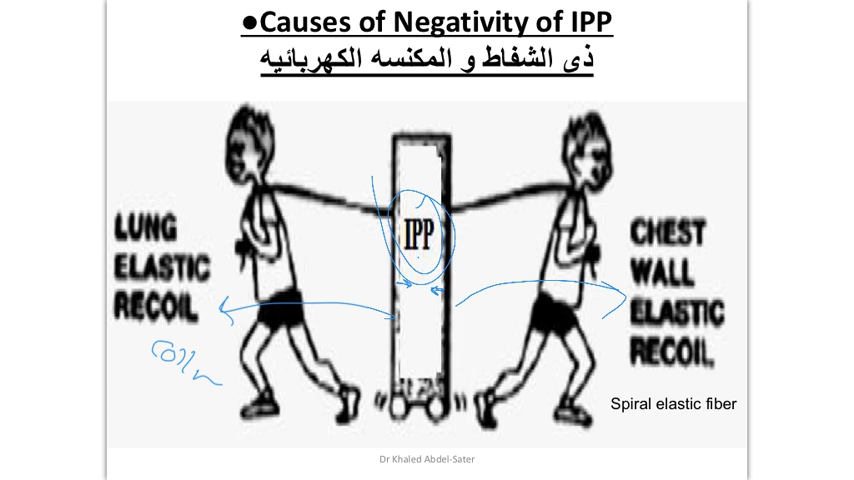 ●Causes of Negativity of IPP
ذى الشفاط و المكنسه الكهربائيه
LUNG
ELASTIC
RECOIL
IPP
CHEST
WALL
ELASTIC
RECOIL
Spiral elastic fiber
Dr Khaled Abdel-Sater